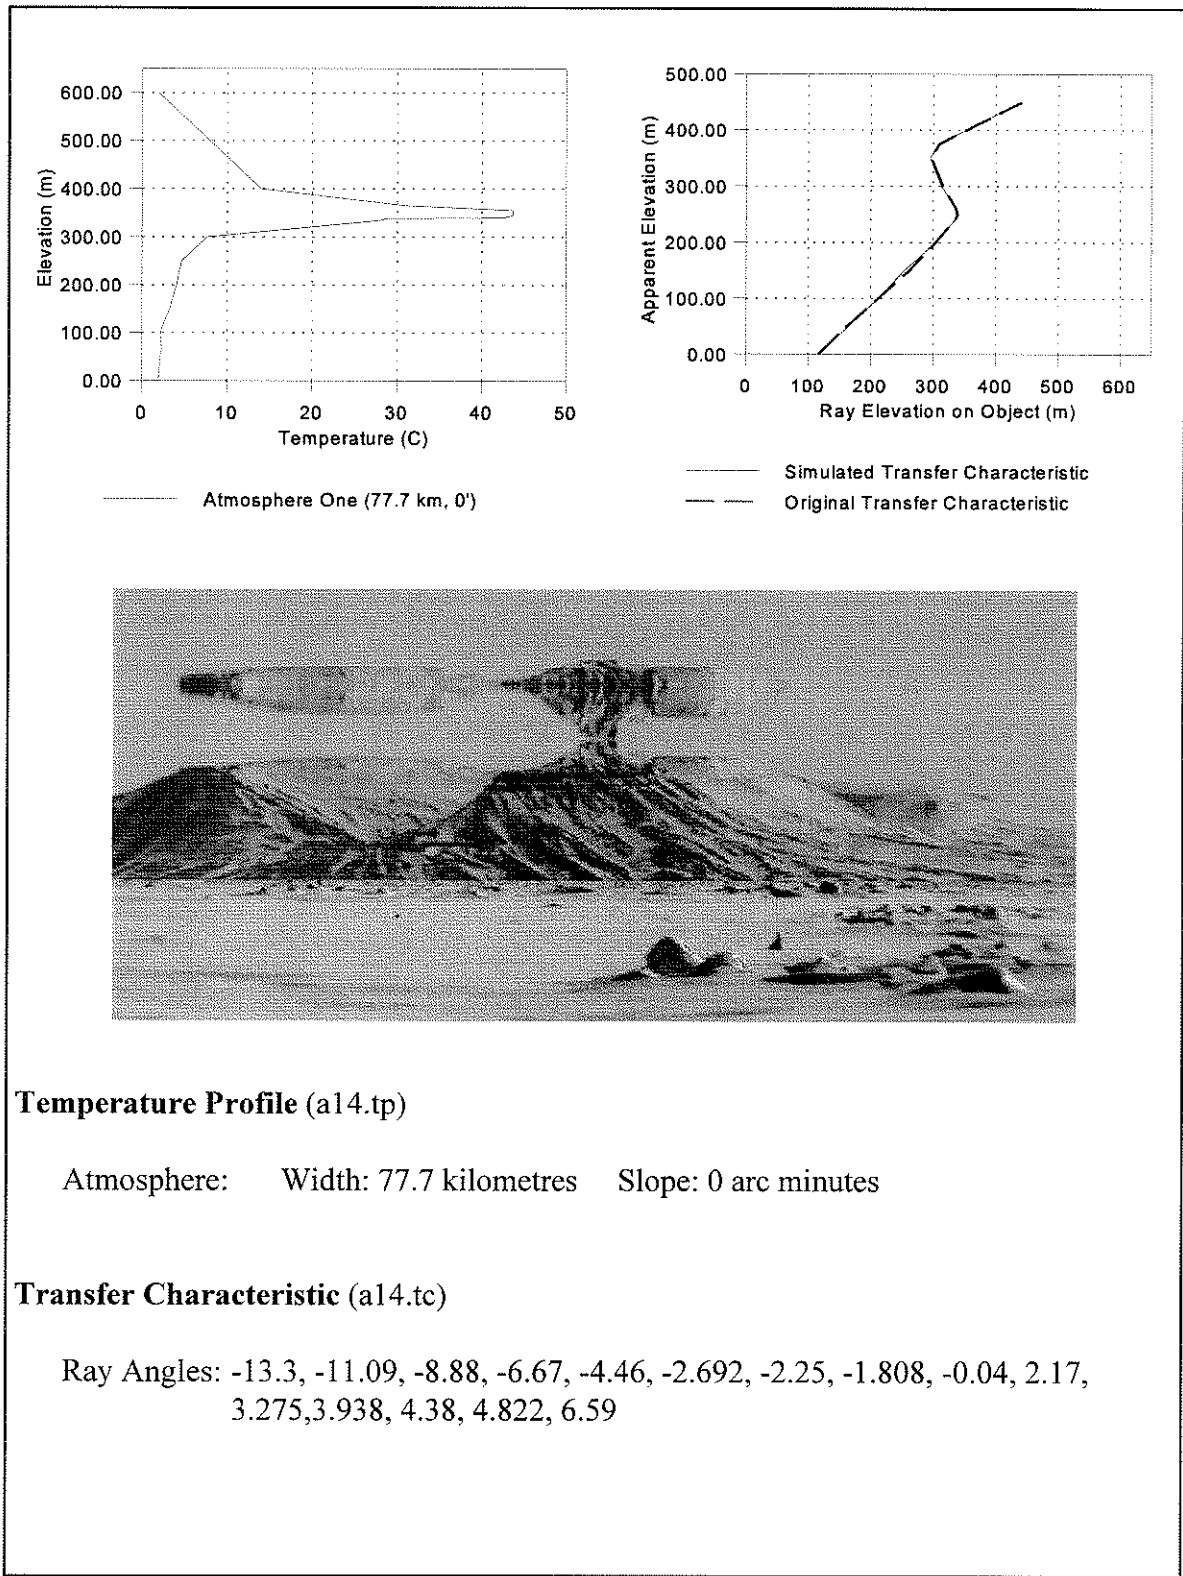 600.00
500.00
400.00
300.00
200.00
100.00
0.00
Elevation (m)
0 10 20 30 40 50
Temperature (C)
Atmosphere One (77.7 km, 0')
500.00
400.00
300.00
200.00
100.00
0.00
Apparent Elevation (m)
0 100 200 300 400 500 600
Ray Elevation on Object (m)
Simulated Transfer Characteristic
Original Transfer Characteristic
Temperature Profile (a14.tp)
Atmosphere: Width: 77.7 kilometres Slope: 0 arc minutes
Transfer Characteristic (a14.tc)
Ray Angles: -13.3, -11.09, -8.88, -6.67, -4.46, -2.692, -2.25, -1.808, -0.04, 2.17,
3.275,3.938, 4.38, 4.822, 6.59